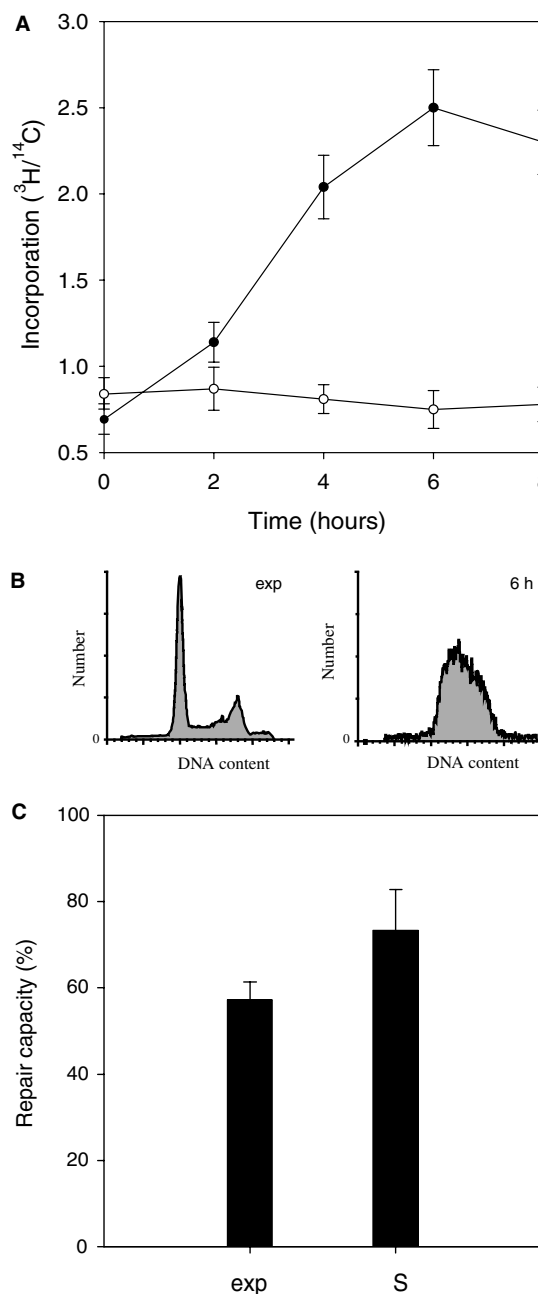 A
3.0
2.5
2.0
1.5
1.0
0.5
Incorporation (³H/¹⁴C)
0 2 4 6
Time (hours)
B
exp
Number
0
DNA content
6 h
Number
0
DNA content
C
100
80
60
40
20
0
Repair capacity (%)
exp S